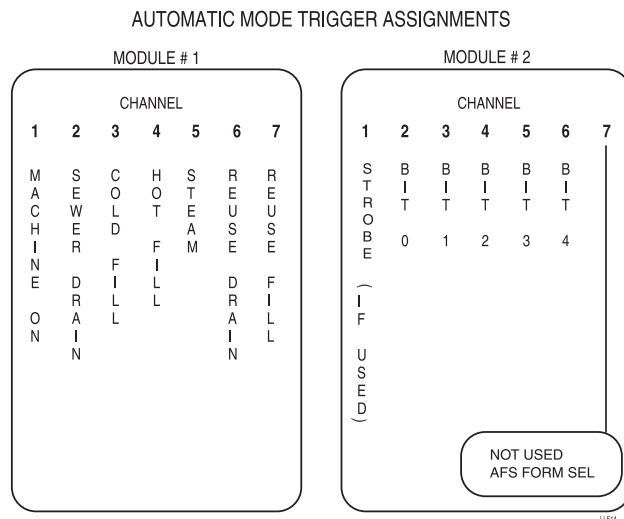 AUTOMATIC MODE TRIGGER ASSIGNMENTS
MODULE # 1
CHANNEL
1 2 3 4 5 6 7
MACHINE ON
SEWER DRAIN
COLD FILL
HOT FILL
STEAM
REUSE DRAIN
REUSE FILL
MODULE # 2
CHANNEL
1 2 3 4 5 6 7
STROBE (IF USED)
BIT 0
BIT 1
BIT 2
BIT 3
BIT 4
NOT USED
AFS FORM SEL